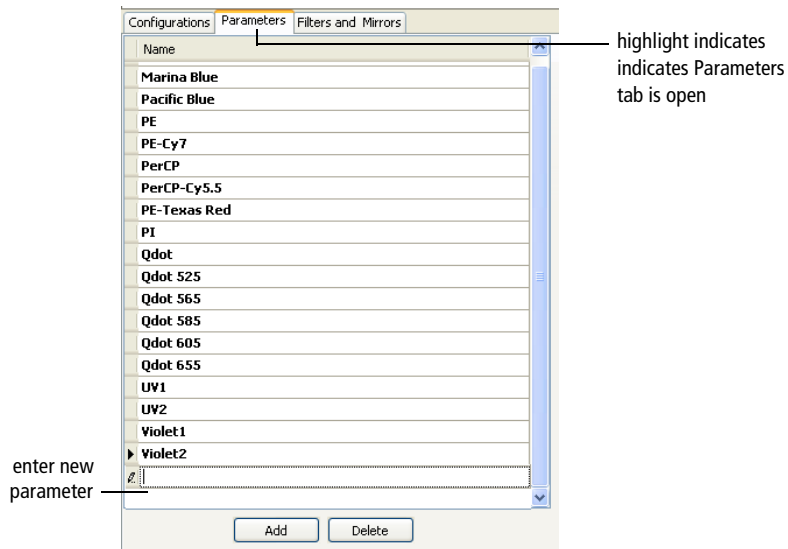 Configurations Parameters Filters and Mirrors
Name
highlight indicates
indicates Parameters
tab is open
Marina Blue
Pacific Blue
PE
PE-Cy7
PerCP
PerCP-Cy5.5
PE-Texas Red
PI
Qdot
Qdot 525
Qdot 565
Qdot 585
Qdot 605
Qdot 655
UV1
UV2
Violet1
Violet2
enter new
parameter
Add Delete